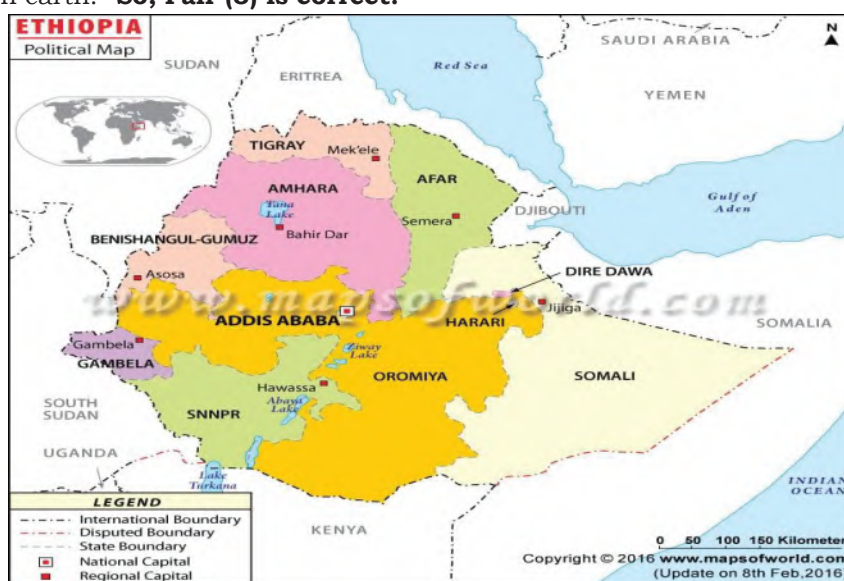 n earth. So, Pair (3) is correct.
ETHIOPIA
Political Map
N
SAUDI ARABIA
SUDAN
ERITREA
Red Sea
YEMEN
TIGRAY
Mek'ele
AMHARA
AFAR
Tana
Lake
Gulf of
Aden
Semera
DJIBOUTI
BENISHANGUL-GUMUZ
Bahir Dar
DIRE DAWA
Asosa
www.mapsofworld.com
ADDIS ABABA
HARARI
Jijiga
SOMALIA
Gambela
GAMBELA
Ziway
Lake
OROMIYA
SOMALI
Hawassa
SNNPR
Abaya
Lake
SOUTH
SUDAN
UGANDA
Lake
Turkana
INDIAN
OCEAN
KENYA
LEGEND
International Boundary
Disputed Boundary
State Boundary
National Capital
Regional Capital
0 50 100 150 Kilometer
Copyright © 2016 www.mapsofworld.com
(Update on 8th Feb,2016)